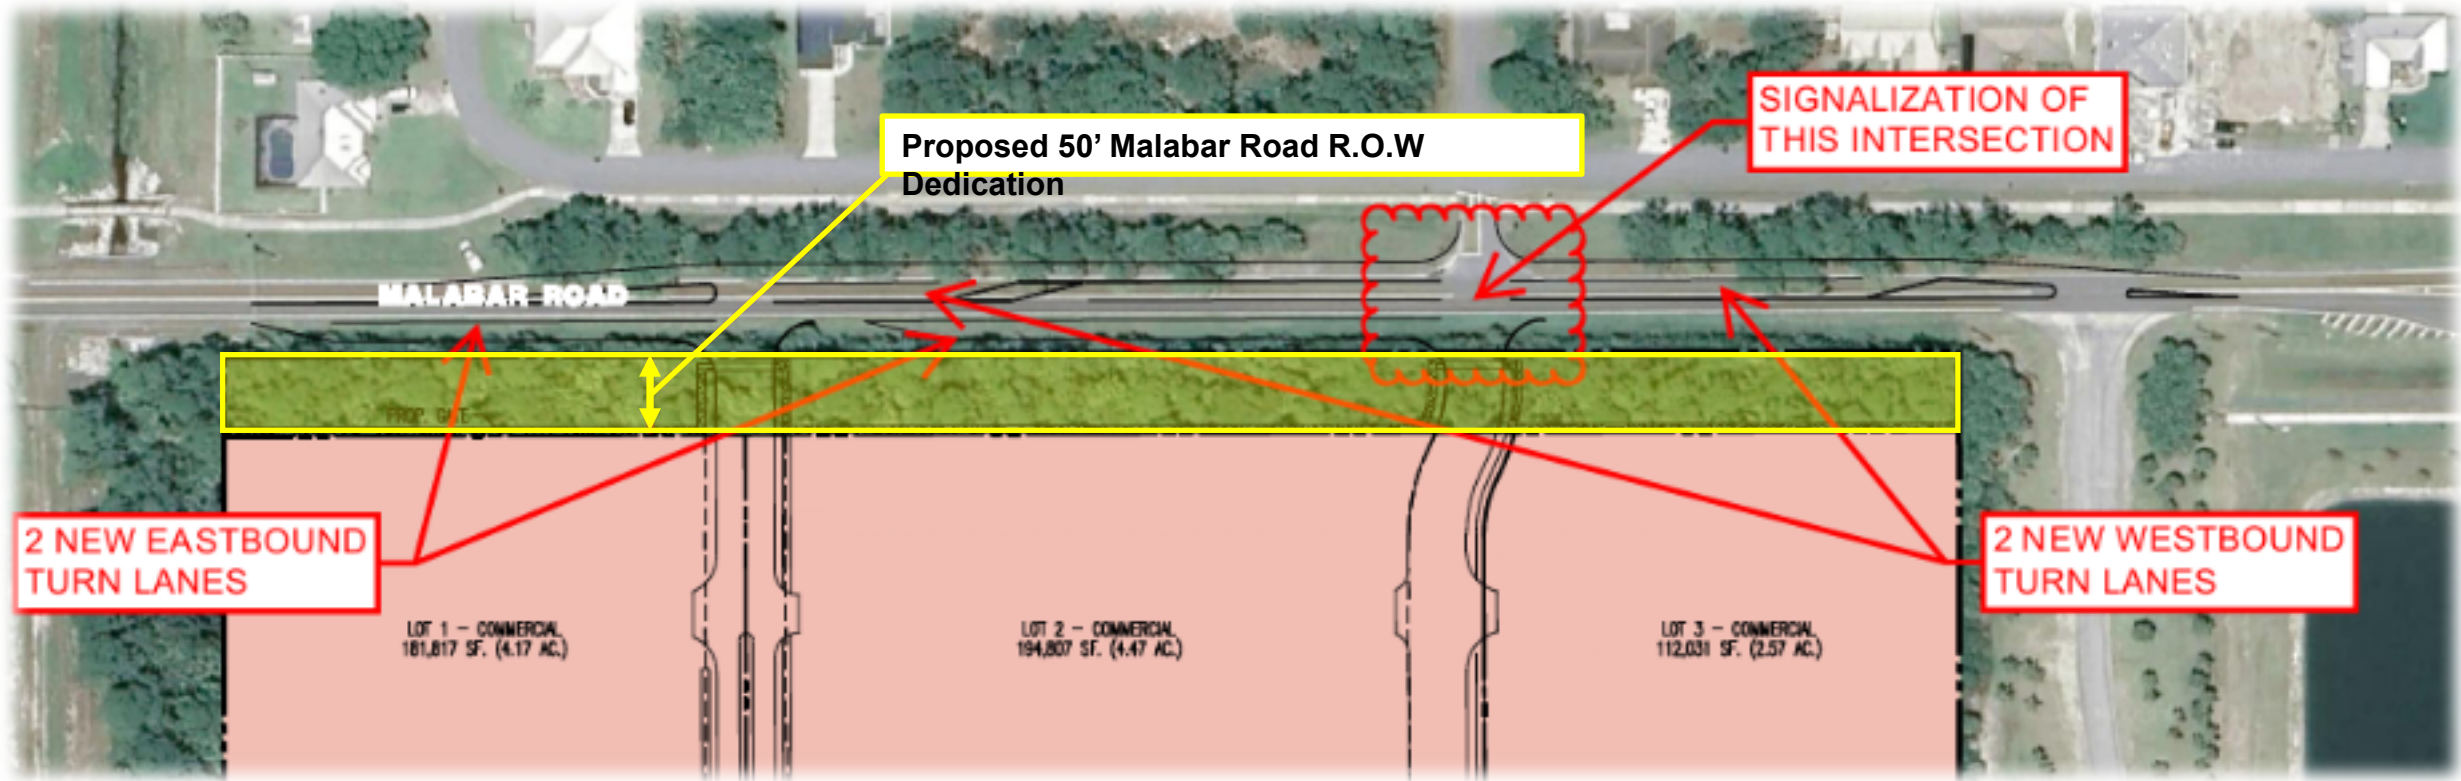 SIGNALIZATION OF
THIS INTERSECTION
Proposed 50’ Malabar Road R.O.W
Dedication
MALABAR ROAD
PROP. GATE
2 NEW EASTBOUND
TURN LANES
2 NEW WESTBOUND
TURN LANES
LOT 1 – COMMERCIAL
181,817 SF. (4.17 AC.)
LOT 2 – COMMERCIAL
194,807 SF. (4.47 AC.)
LOT 3 – COMMERCIAL
112,031 SF. (2.57 AC.)